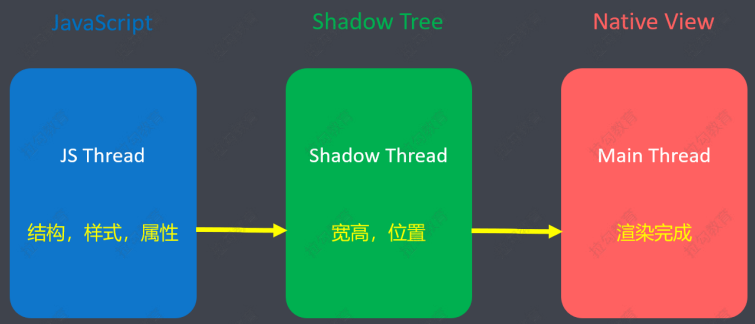 JavaScript
Shadow Tree
Native View
JS Thread
Shadow Thread
Main Thread
结构，样式，属性
宽高，位置
渲染完成